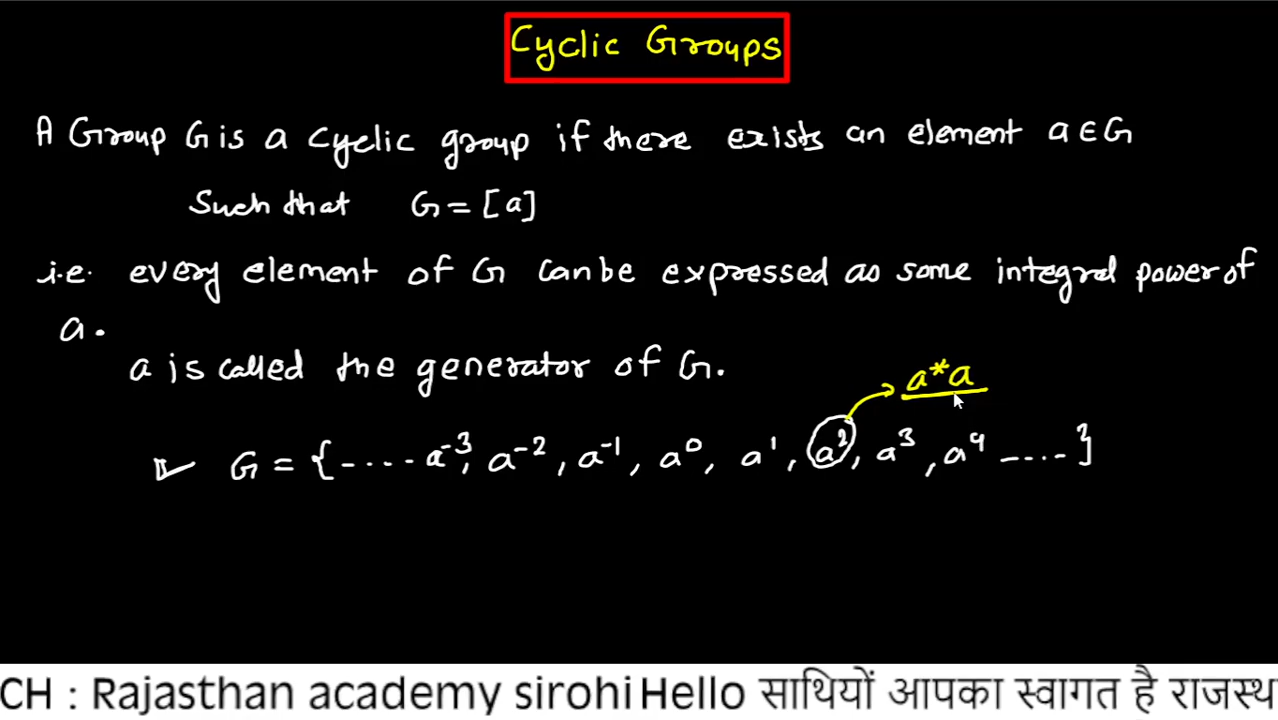 Cyclic Groups
A Group G is a cyclic group if there exists an element a ∈ G
Such that G = [a]
i.e. every element of G can be expressed as some integral power of
a.
a is called the generator of G.
a*a
G = {-....a⁻³, a⁻², a⁻¹, a⁰, a¹, a², a³, a⁴ -....}
CH : Rajasthan academy sirohi Hello साथियों आपका स्वागत है राजस्थ